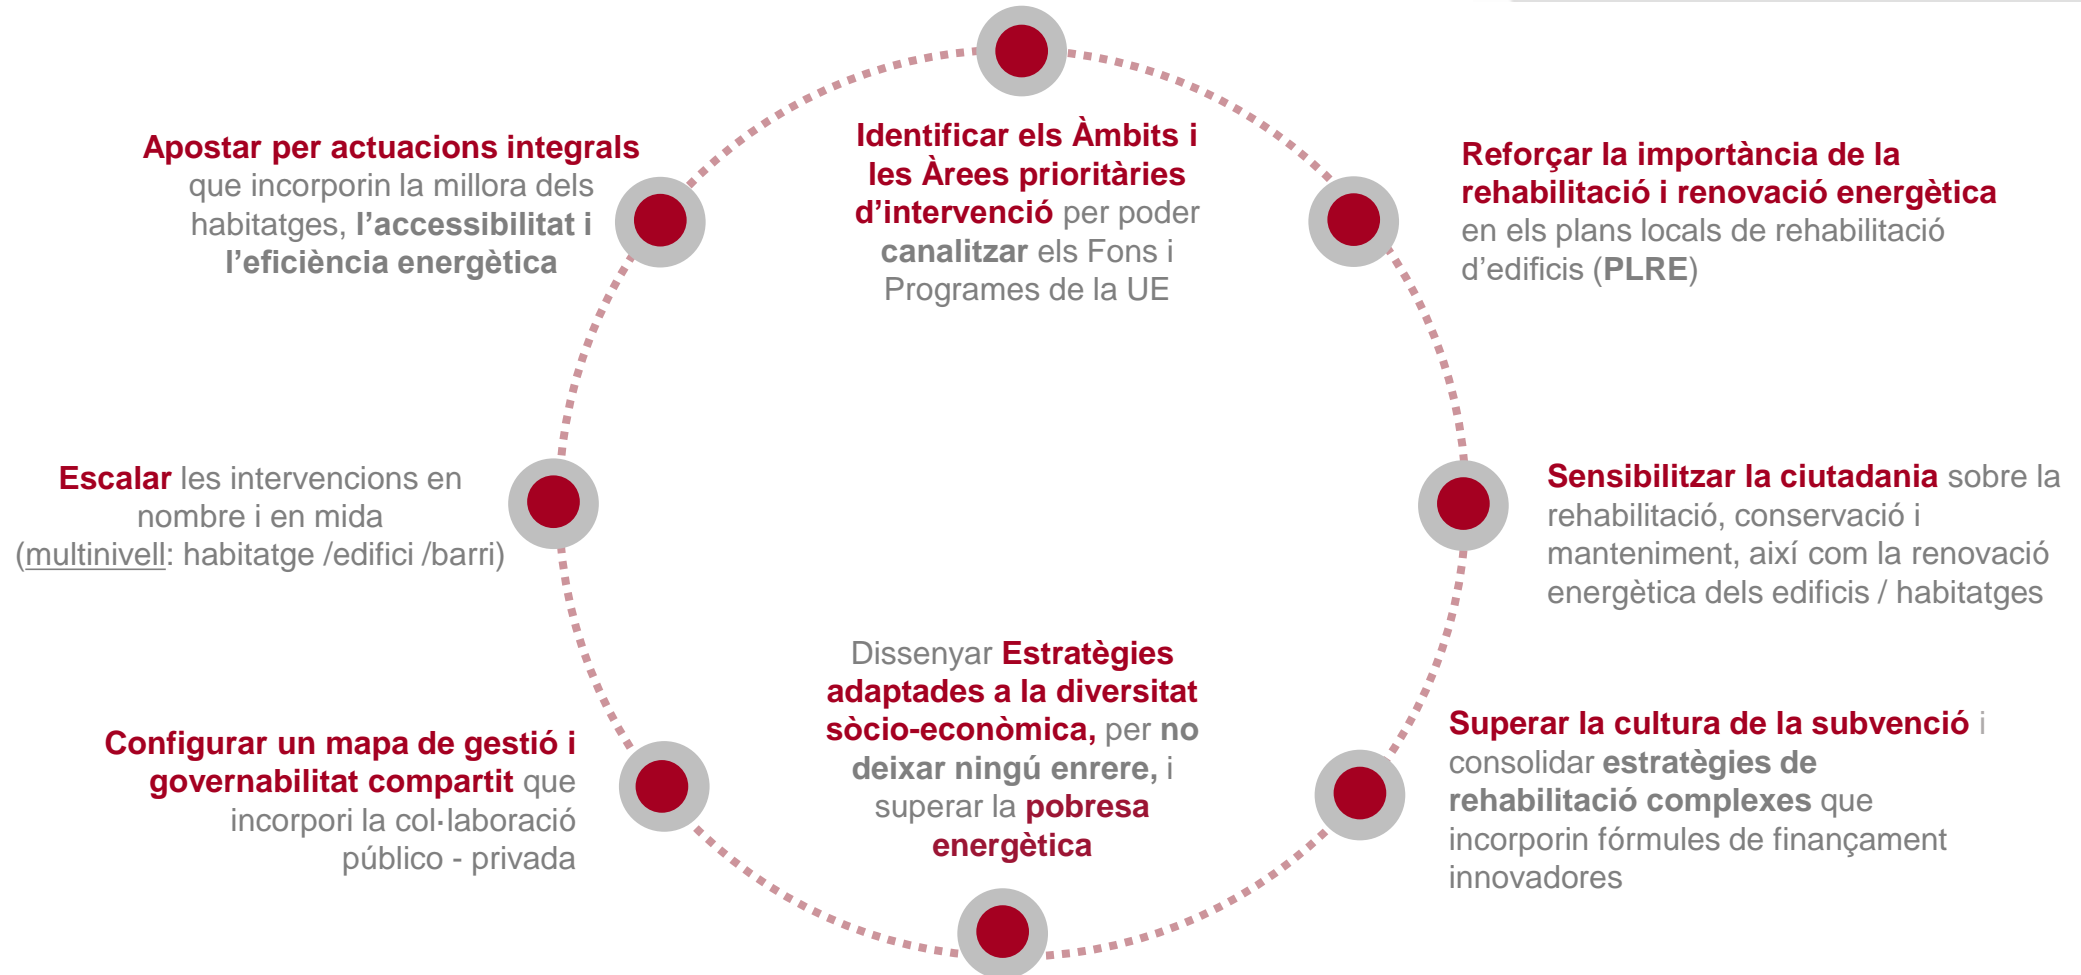 Identificar els Àmbits i
les Àrees prioritàries
d’intervenció per poder
canalitzar els Fons i
Programes de la UE
Reforçar la importància de la
rehabilitació i renovació energètica
en els plans locals de rehabilitació
d’edificis (PLRE)
Sensibilitzar la ciutadania sobre la
rehabilitació, conservació i
manteniment, així com la renovació
energètica dels edificis / habitatges
Superar la cultura de la subvenció i
consolidar estratègies de
rehabilitació complexes que
incorporin fórmules de finançament
innovadores
Dissenyar Estratègies
adaptades a la diversitat
sòcio-econòmica, per no
deixar ningú enrere, i
superar la pobresa
energètica
Configurar un mapa de gestió i
governabilitat compartit que
incorpori la col·laboració
público - privada
Escalar les intervencions en
nombre i en mida
(multinivell: habitatge /edifici /barri)
Apostar per actuacions integrals
que incorporin la millora dels
habitatges, l’accessibilitat i
l’eficiència energètica